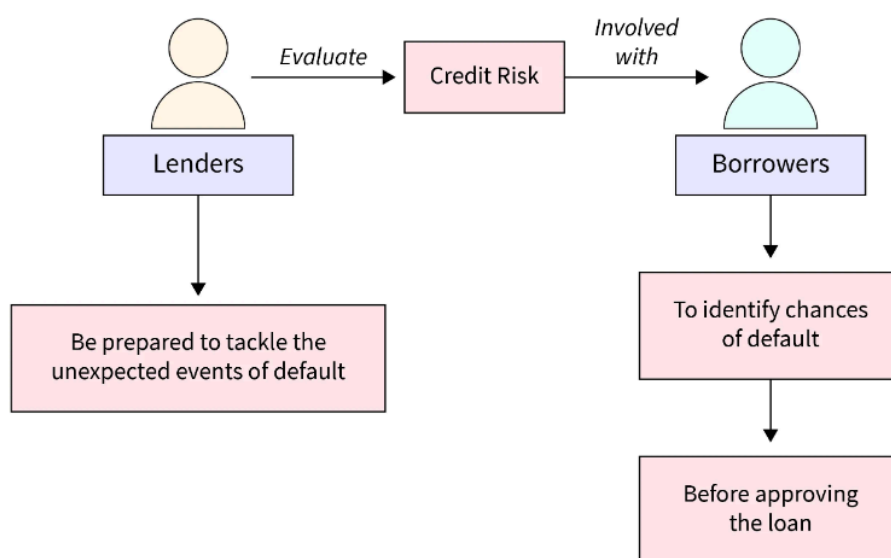 Evaluate
Credit Risk
Involved
with
Lenders
Borrowers
Be prepared to tackle the
unexpected events of default
To identify chances
of default
Before approving
the loan